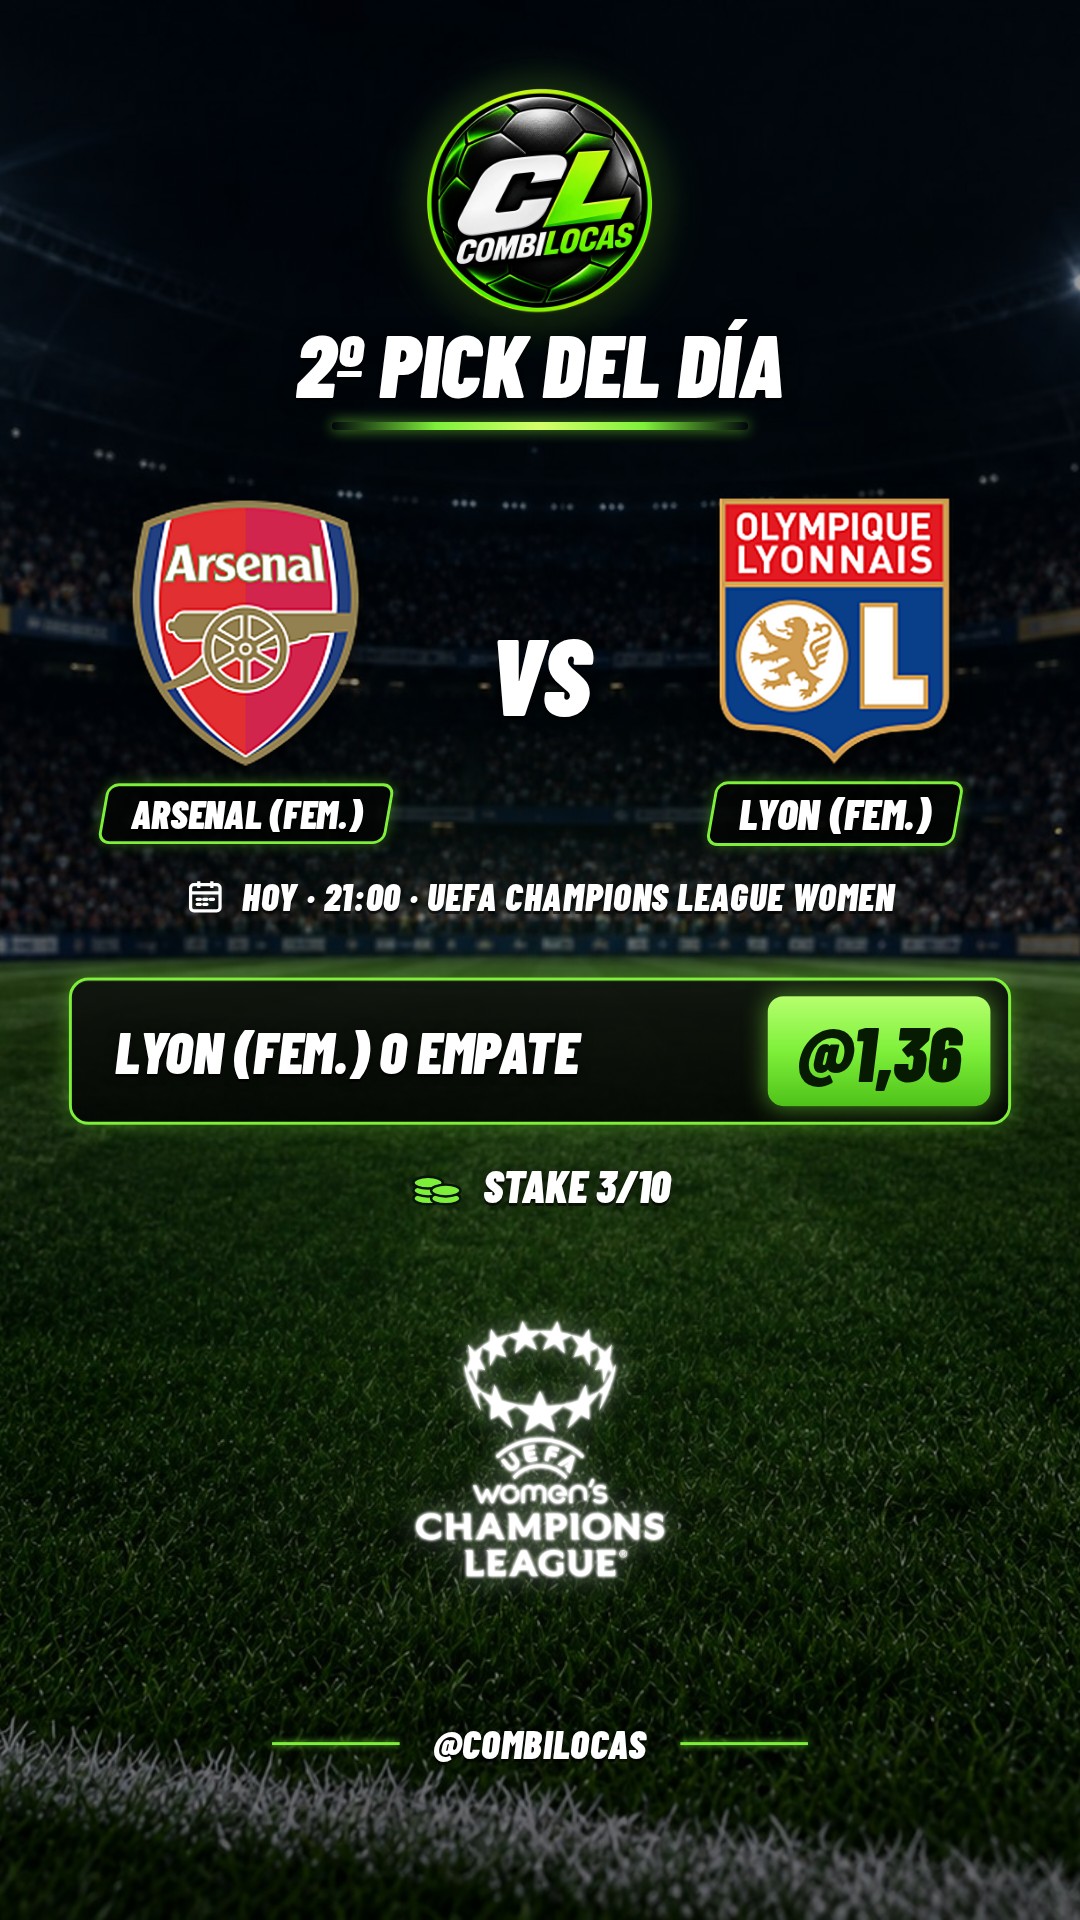 CL
COMBILOCAS
2º PICK DEL DÍA
Arsenal
OLYMPIQUE
LYONNAIS
OL
VS
ARSENAL (FEM.)
LYON (FEM.)
HOY · 21:00 · UEFA CHAMPIONS LEAGUE WOMEN
LYON (FEM.) O EMPATE
@1,36
STAKE 3/10
UEFA
women's
CHAMPIONS
LEAGUE®
@COMBILOCAS